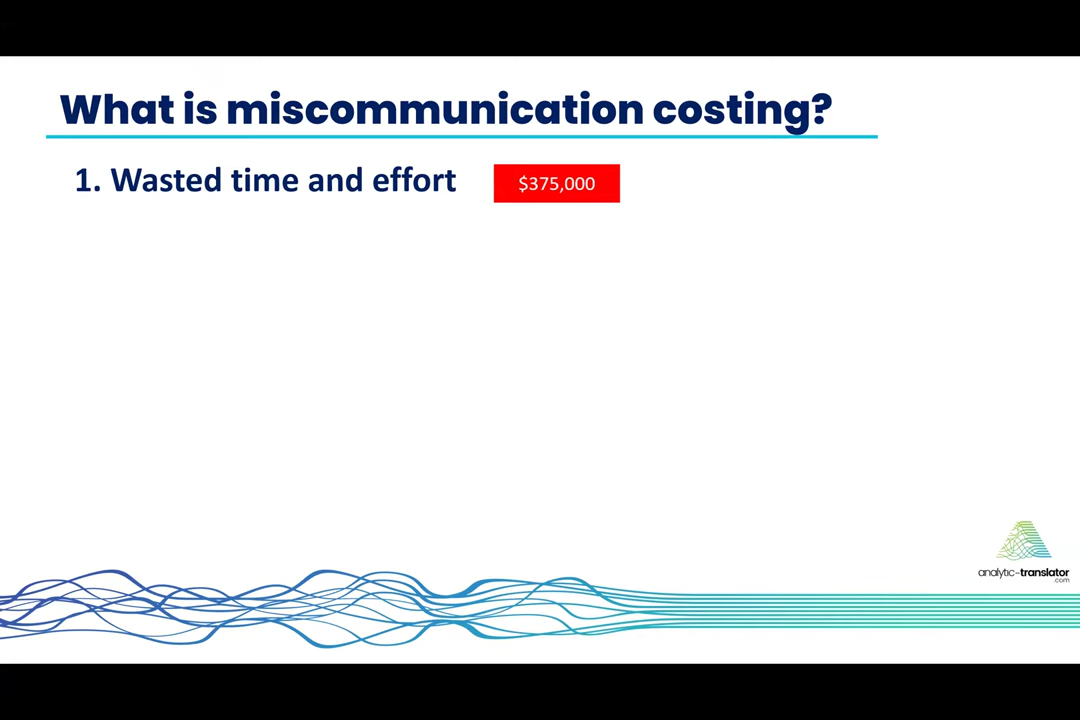 What is miscommunication costing?
1. Wasted time and effort $375,000
analytic-translator
.com